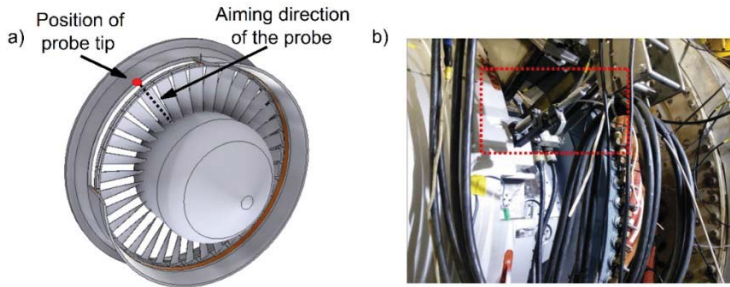 a)
Position of
probe tip
Aiming direction
of the probe
b)